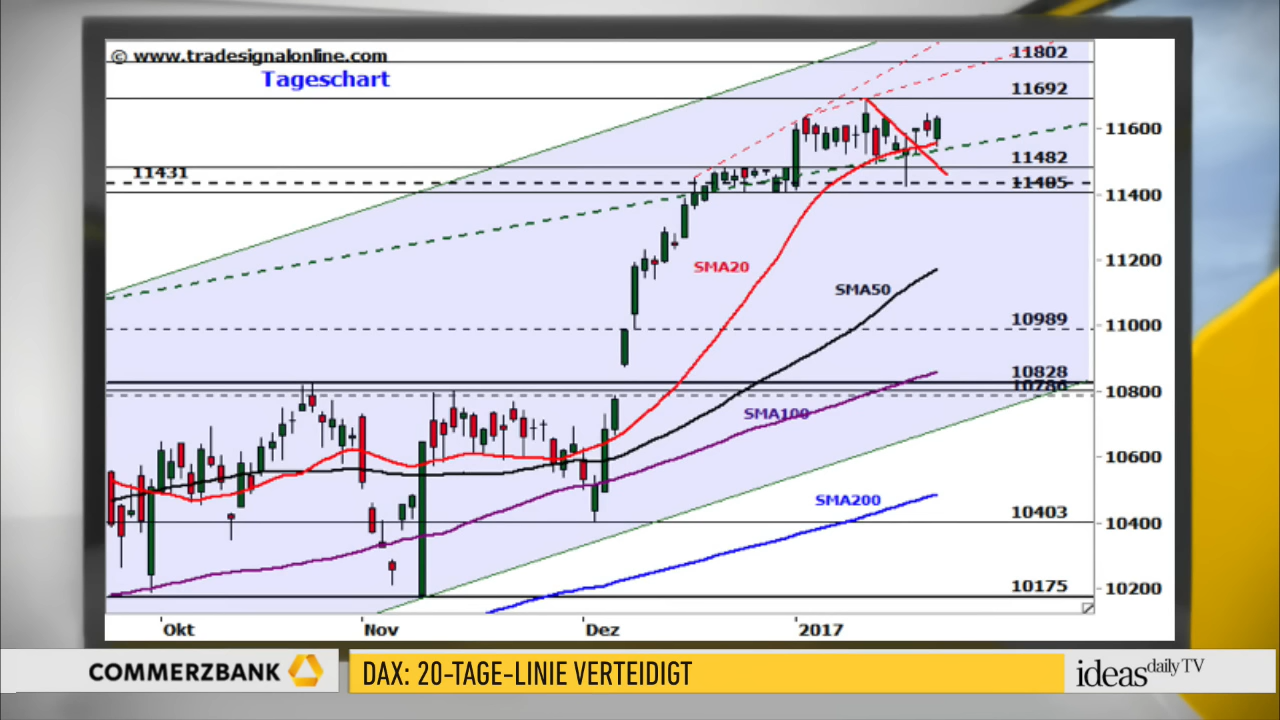 © www.tradesignalonline.com
Tageschart
11802
11692
11600
11482
11431
11405
11400
SMA20
11200
SMA50
11000
10989
10828
10786
10800
SMA100
10600
SMA200
10403
10400
10175
10200
Okt Nov Dez 2017
COMMERZBANK
DAX: 20-TAGE-LINIE VERTEIDIGT
ideas daily TV